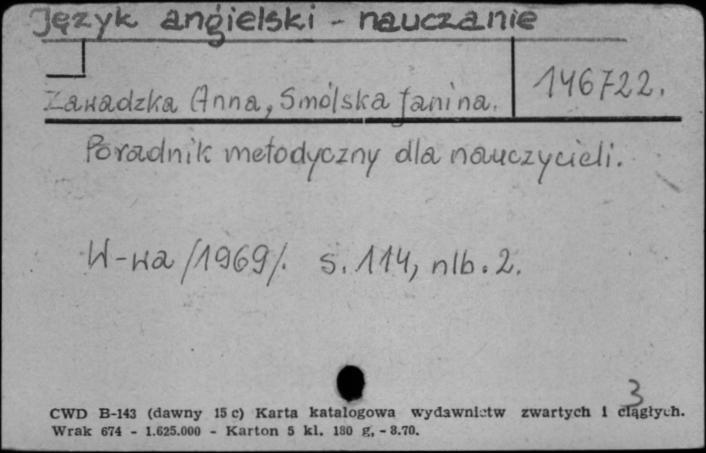 Język angielski - nauczanie
Zawadzka Anna, Smólska Janina.
146722.
Poradnik metodyczny dla nauczycieli.
W-wa /1969/. s. 114, nlb. 2.
3
CWD B-143 (dawny 15 c) Karta katalogowa wydawnictw zwartych i ciągłych.
Wrak 674 - 1.625.000 - Karton 5 kl. 180 g, - 8.70.